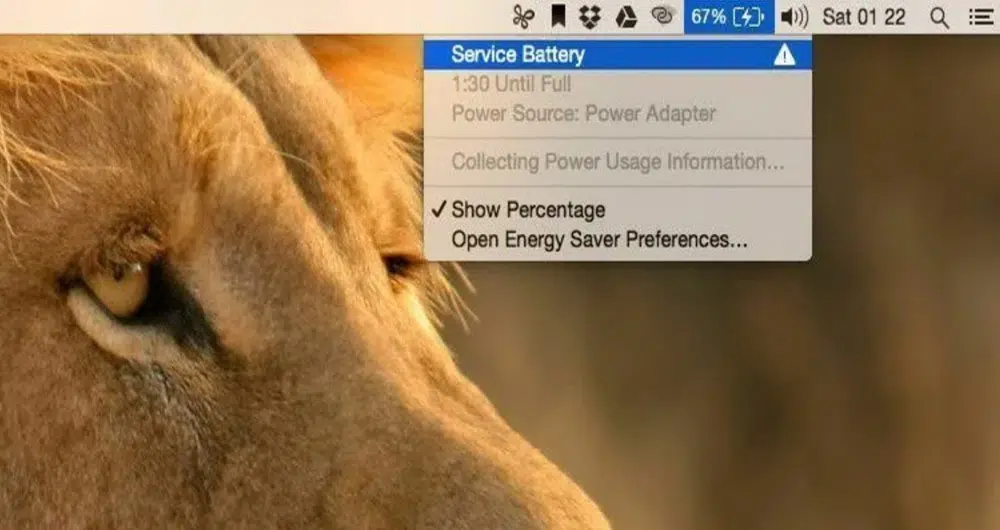 67% Sat 01 22
Service Battery
1:30 Until Full
Power Source: Power Adapter
Collecting Power Usage Information...
Show Percentage
Open Energy Saver Preferences...